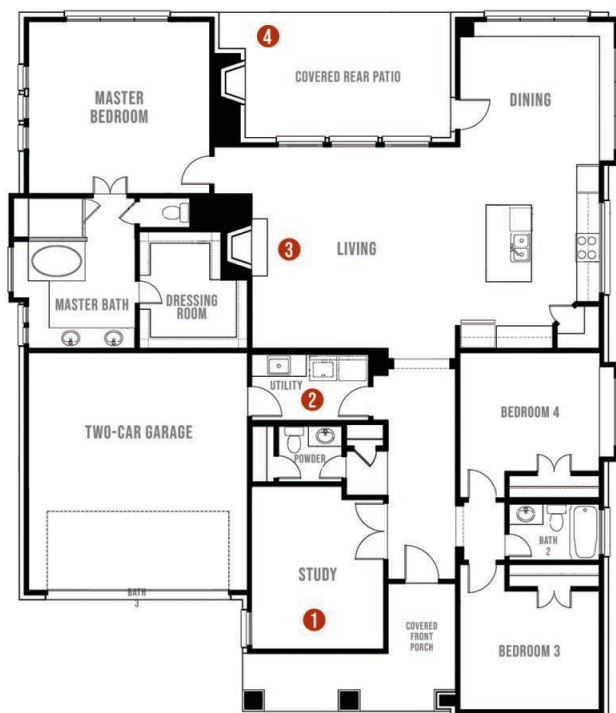 4
COVERED REAR PATIO
DINING
MASTER
BEDROOM
3
LIVING
MASTER BATH
DRESSING
ROOM
UTILITY
2
BEDROOM 4
TWO-CAR GARAGE
POWDER
BATH
2
STUDY
BATH
3
1
COVERED
FRONT
PORCH
BEDROOM 3